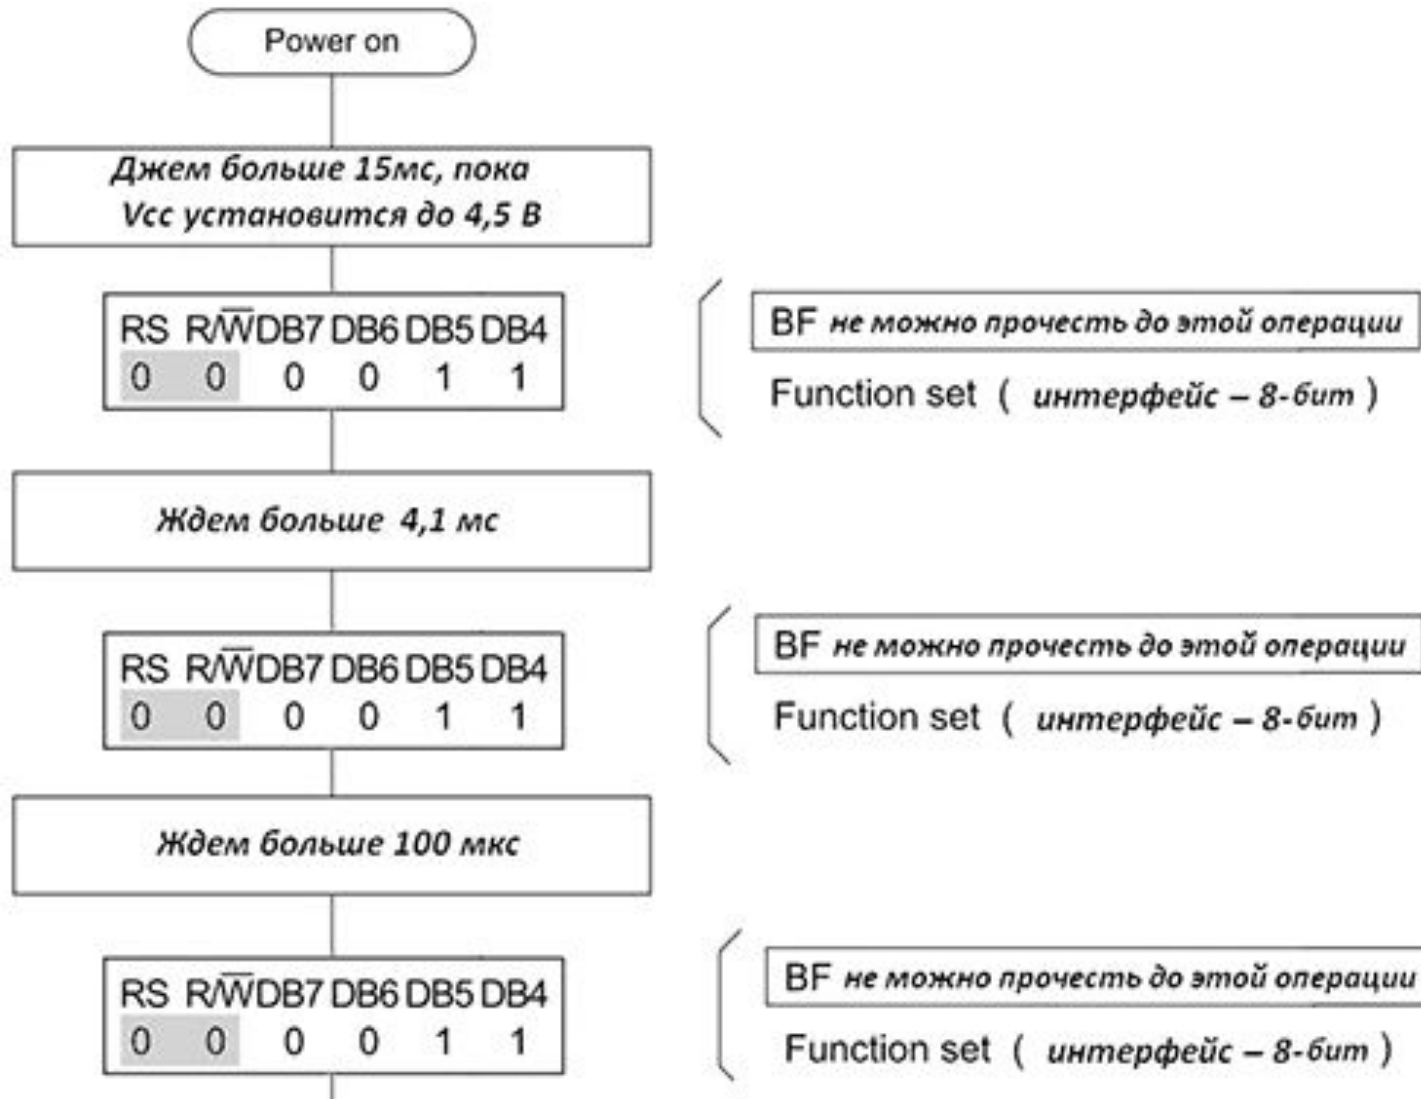 Power on
Джем больше 15мс, пока
Vcc установится до 4,5 В
RS R/W DB7 DB6 DB5 DB4
0 0 0 0 1 1
BF не можно прочесть до этой операции
Function set ( интерфейс – 8-бит )
Ждем больше 4,1 мс
RS R/W DB7 DB6 DB5 DB4
0 0 0 0 1 1
BF не можно прочесть до этой операции
Function set ( интерфейс – 8-бит )
Ждем больше 100 мкс
RS R/W DB7 DB6 DB5 DB4
0 0 0 0 1 1
BF не можно прочесть до этой операции
Function set ( интерфейс – 8-бит )